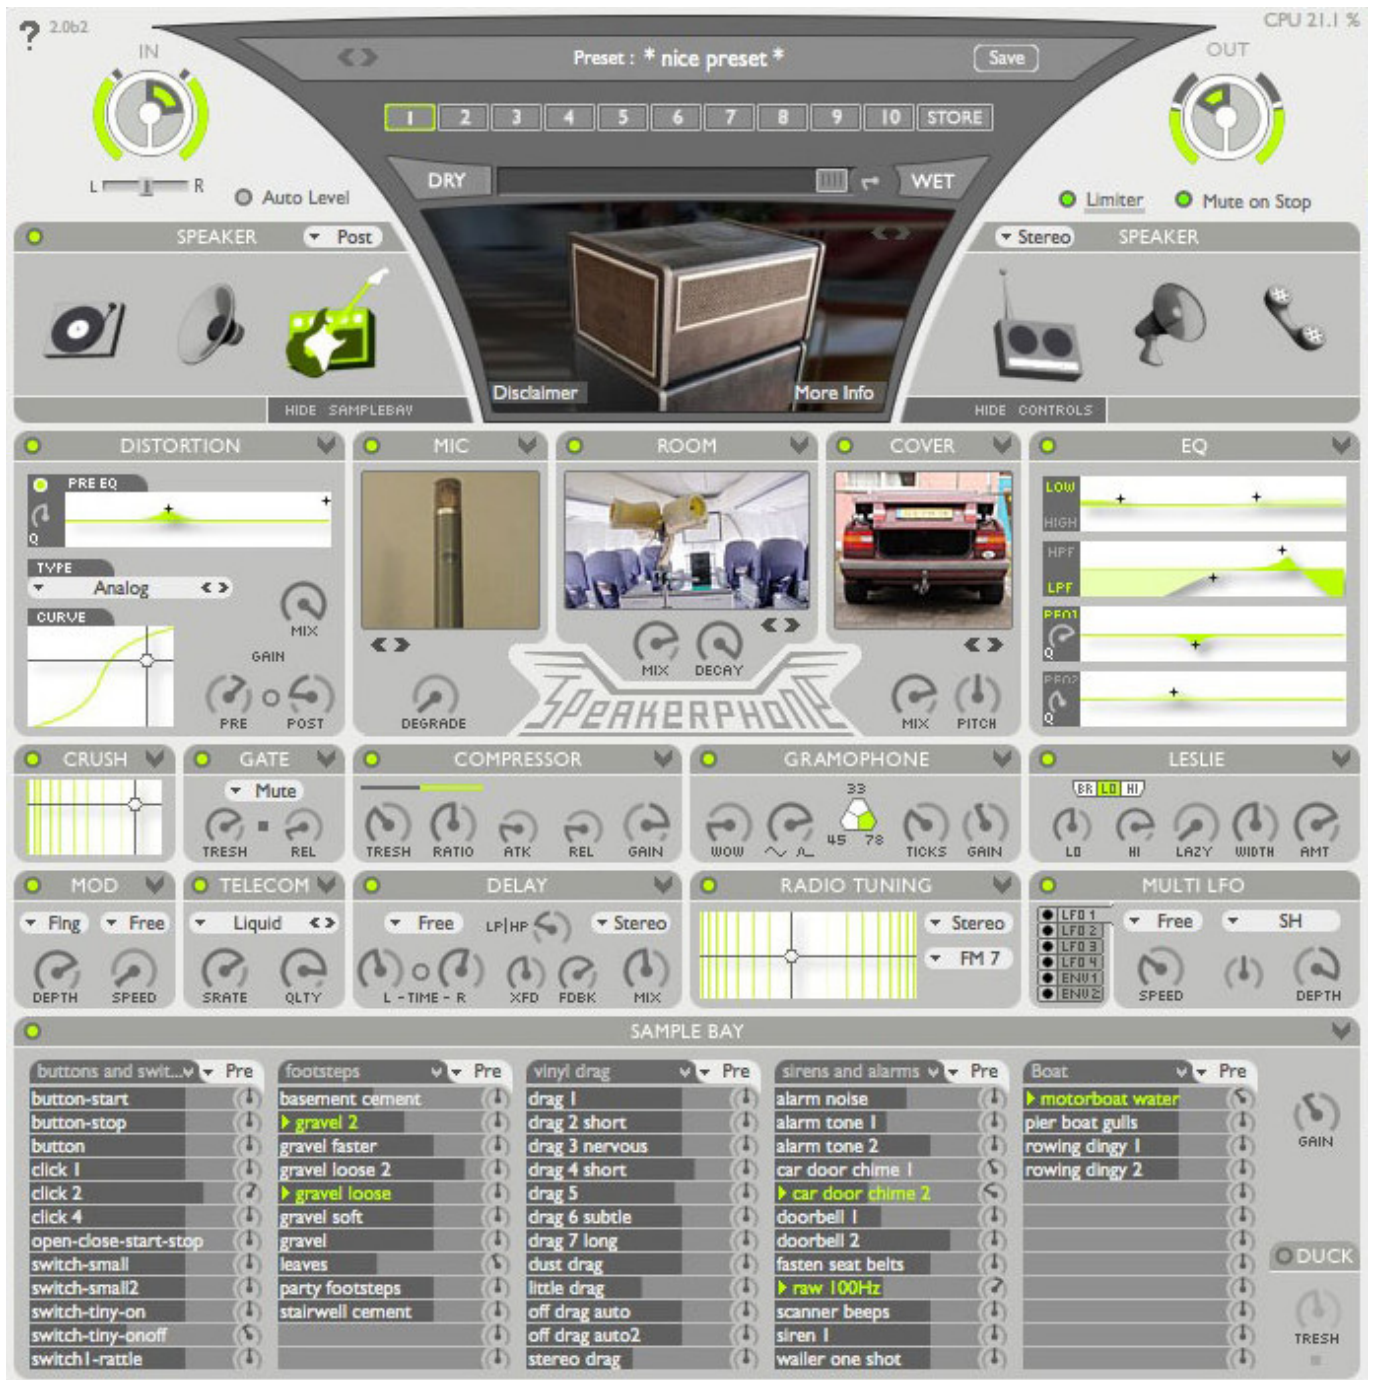 ? 2.0b2
CPU 21.1 %
IN
OUT
Preset : * nice preset *
Save
1 2 3 4 5 6 7 8 9 10 STORE
DRY
WET
L R
Auto Level
Limiter
Mute on Stop
SPEAKER
Post
Stereo
SPEAKER
Disclaimer
More Info
HIDE SAMPLEBAY
HIDE CONTROLS
DISTORTION
PRE EQ
Q
TYPE
Analog
CURVE
MIX
GAIN
PRE
POST
MIC
DEGRADE
ROOM
MIX
DECAY
SPEAKERPHONE
COVER
MIX
PITCH
EQ
LOW
HIGH
HPF
LPF
PEQ1
Q
PEQ2
Q
CRUSH
GATE
Mute
TRESH
REL
COMPRESSOR
TRESH
RATIO
ATK
REL
GAIN
GRAMOPHONE
33
45
78
WOW
TICKS
GAIN
LESLIE
BR LO HI
LO
HI
LAZY
WIDTH
AMT
MOD
Flng
Free
DEPTH
SPEED
TELECOM
Liquid
SRATE
QLTY
DELAY
Free
LP|HP
Stereo
L - TIME - R
XFD
FDBK
MIX
RADIO TUNING
Stereo
FM 7
MULTI LFO
LFO 1
LFO 2
LFO 3
LFO 4
ENV1
ENV2
Free
SH
SPEED
DEPTH
SAMPLE BAY
buttons and swit...
Pre
button-start
button-stop
button
click 1
click 2
click 4
open-close-start-stop
switch-small
switch-small2
switch-tiny-on
switch-tiny-onoff
switch1-rattle
footsteps
Pre
basement cement
gravel 2
gravel faster
gravel loose 2
gravel loose
gravel soft
gravel
leaves
party footsteps
stairwell cement
vinyl drag
Pre
drag 1
drag 2 short
drag 3 nervous
drag 4 short
drag 5
drag 6 subtle
drag 7 long
dust drag
little drag
off drag auto
off drag auto2
stereo drag
sirens and alarms
Pre
alarm noise
alarm tone 1
alarm tone 2
car door chime 1
car door chime 2
doorbell 1
doorbell 2
fasten seat belts
raw 100Hz
scanner beeps
siren 1
wailer one shot
Boat
Pre
motorboat water
pier boat gulls
rowing dingy 1
rowing dingy 2
GAIN
DUCK
TRESH